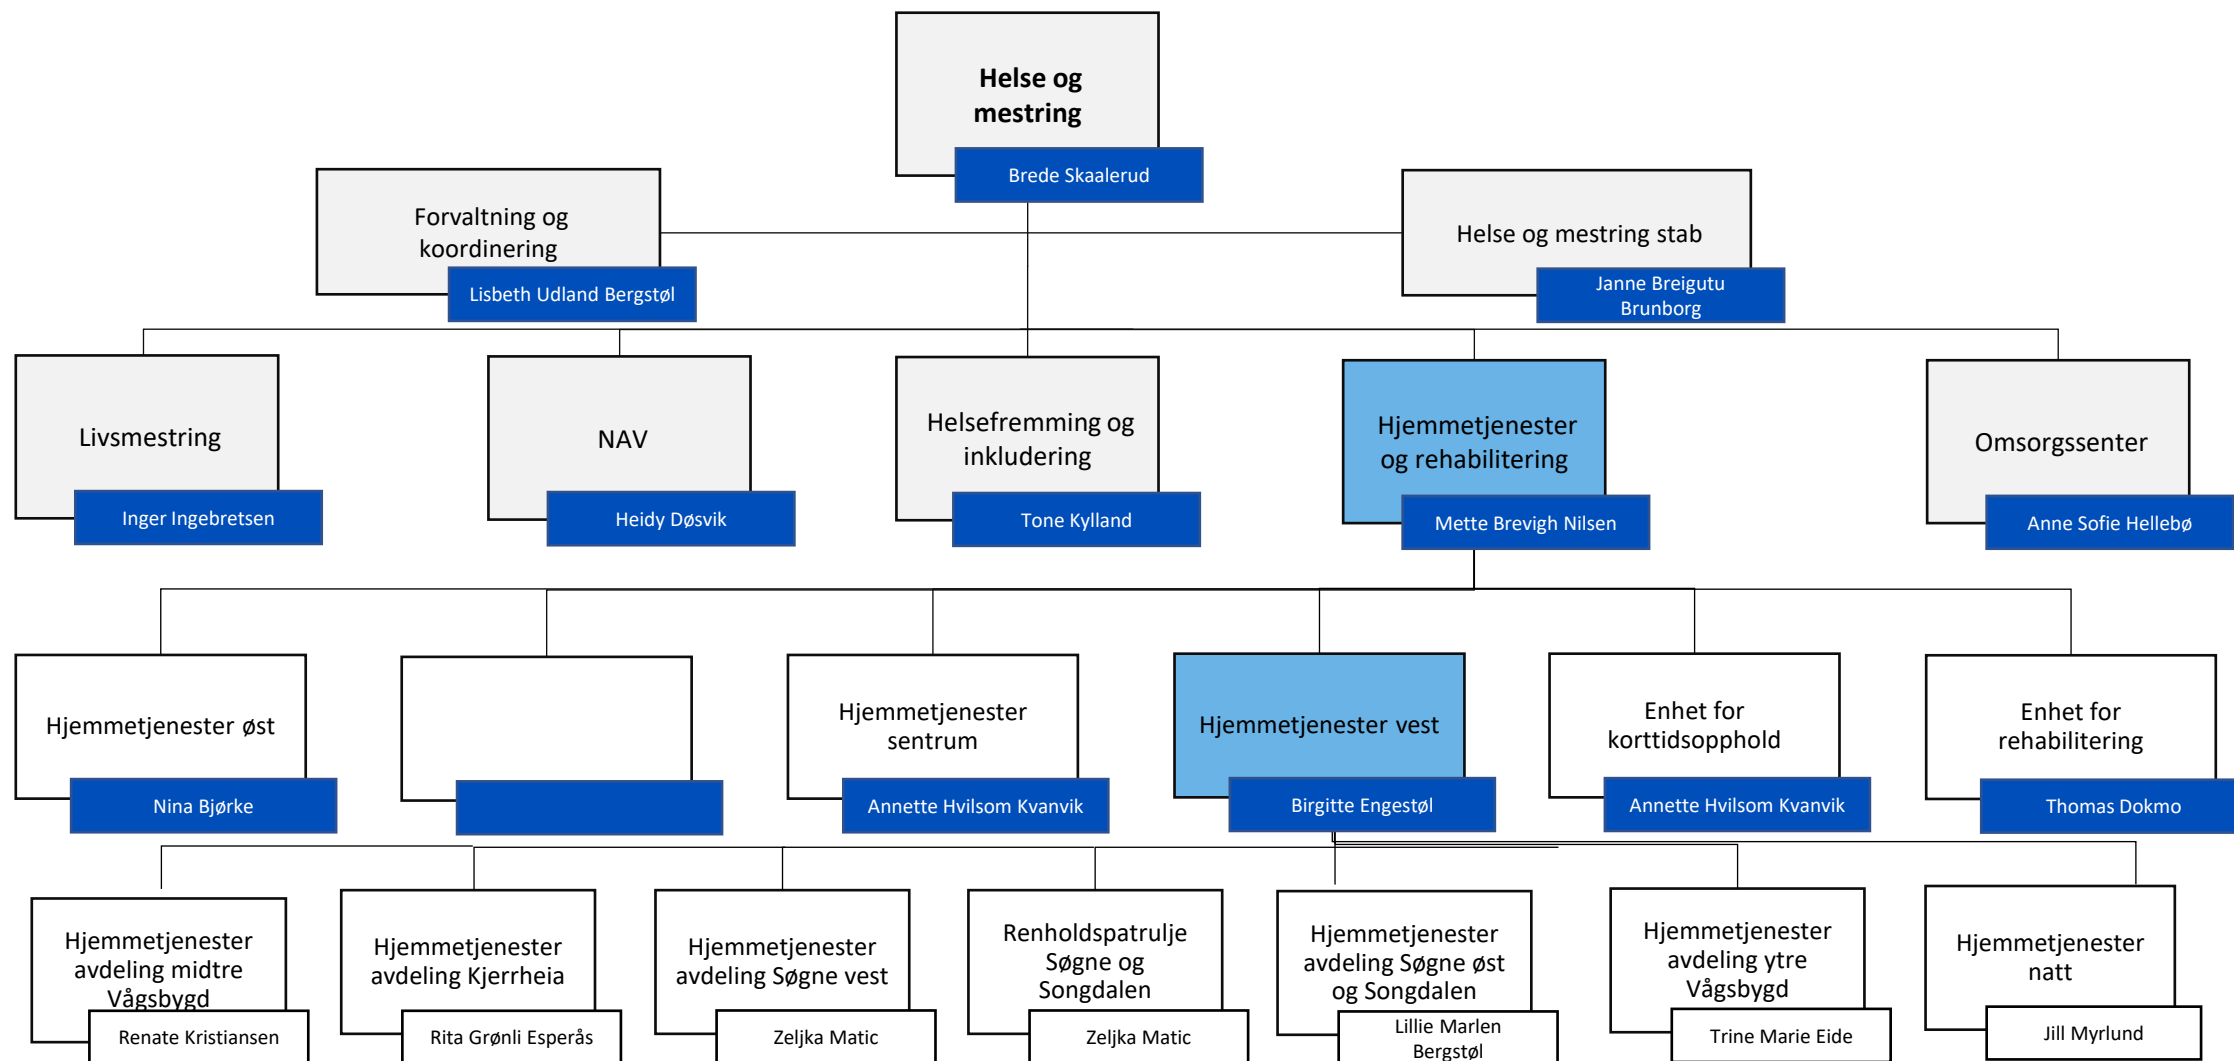 Helse og
mestring
Brede Skaalerud
Forvaltning og
koordinering
Lisbeth Udland Bergstøl
Helse og mestring stab
Janne Breigutu
Brunborg
Livsmestring
Inger Ingebretsen
NAV
Heidy Døsvik
Helsefremming og
inkludering
Tone Kylland
Hjemmetjenester
og rehabilitering
Mette Brevigh Nilsen
Omsorgssenter
Anne Sofie Hellebø
Hjemmetjenester øst
Nina Bjørke
Hjemmetjenester
sentrum
Annette Hvilsom Kvanvik
Hjemmetjenester vest
Birgitte Engestøl
Enhet for
korttidsopphold
Annette Hvilsom Kvanvik
Enhet for
rehabilitering
Thomas Dokmo
Hjemmetjenester
avdeling midtre
Vågsbygd
Renate Kristiansen
Hjemmetjenester
avdeling Kjerrheia
Rita Grønli Esperås
Hjemmetjenester
avdeling Søgne vest
Zeljka Matic
Renholdspatrulje
Søgne og
Songdalen
Zeljka Matic
Hjemmetjenester
avdeling Søgne øst
og Songdalen
Lillie Marlen
Bergstøl
Hjemmetjenester
avdeling ytre
Vågsbygd
Trine Marie Eide
Hjemmetjenester
natt
Jill Myrlund